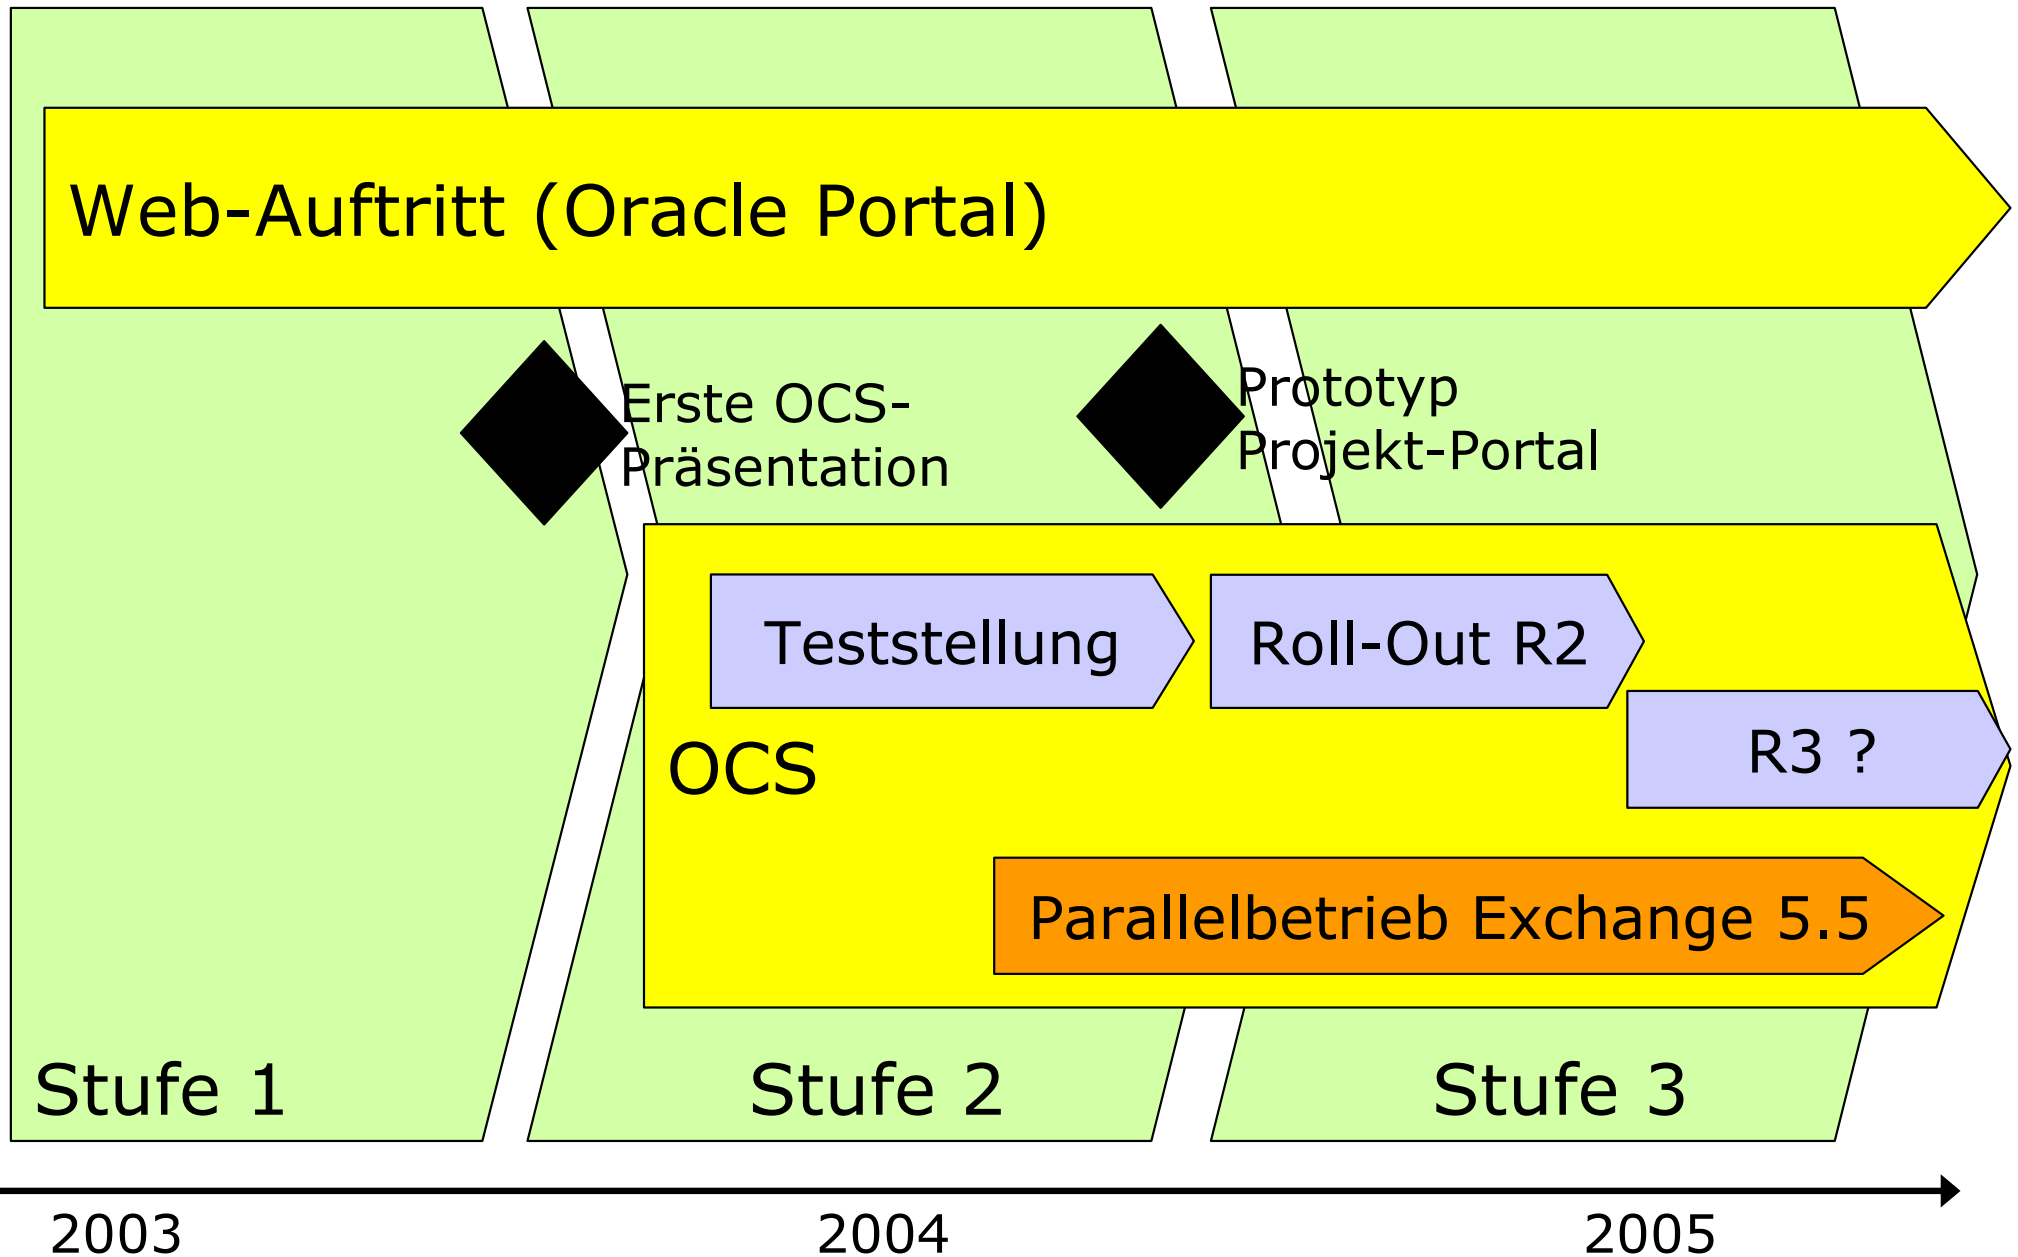 Web-Auftritt (Oracle Portal)
Erste OCS-
Präsentation
Prototyp
Projekt-Portal
Teststellung
Roll-Out R2
R3 ?
OCS
Parallelbetrieb Exchange 5.5
Stufe 1
Stufe 2
Stufe 3
2003
2004
2005